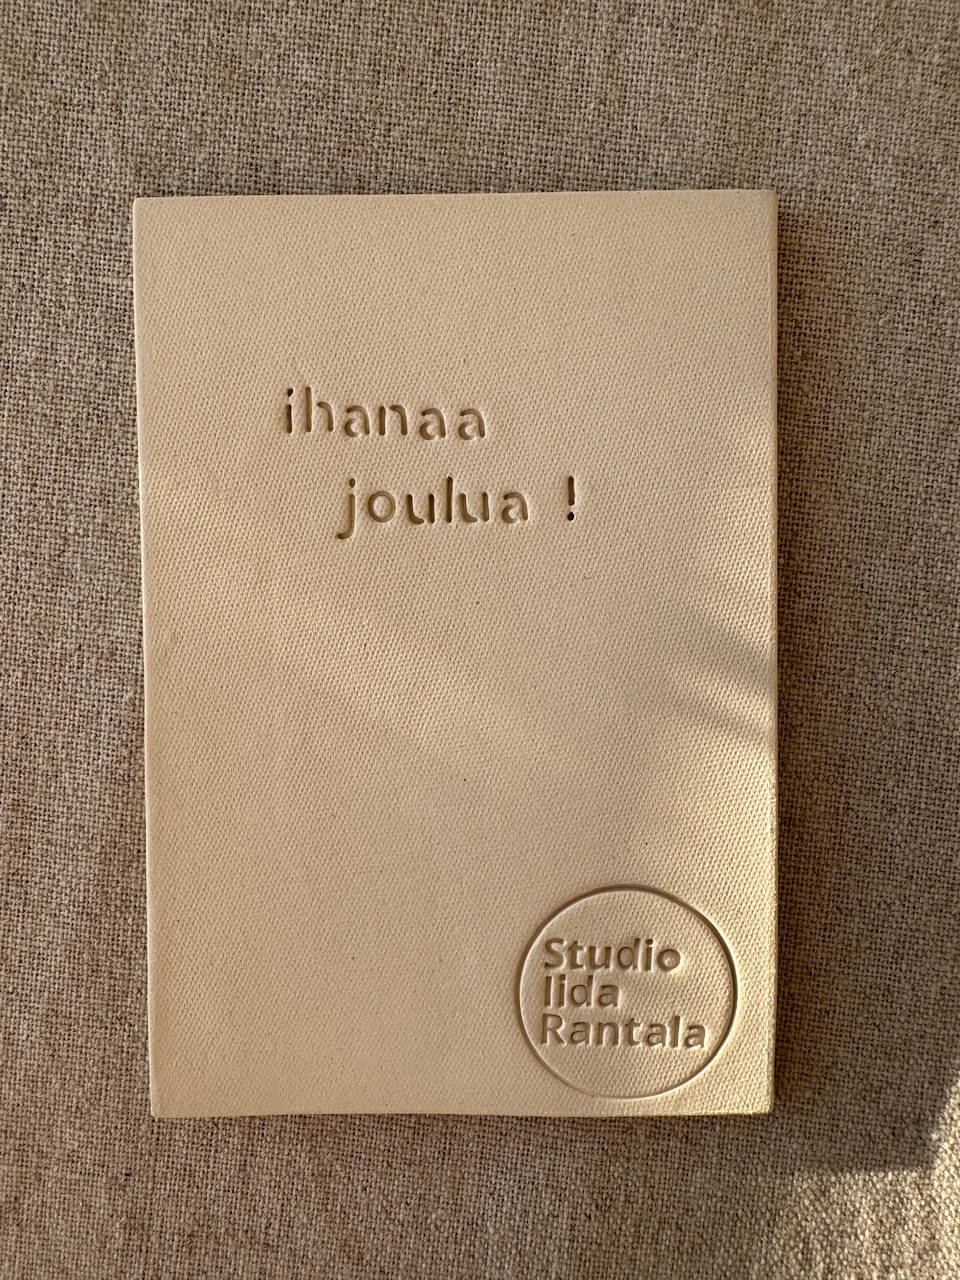 ihanaa
joulua !
Studio
Iida
Rantala